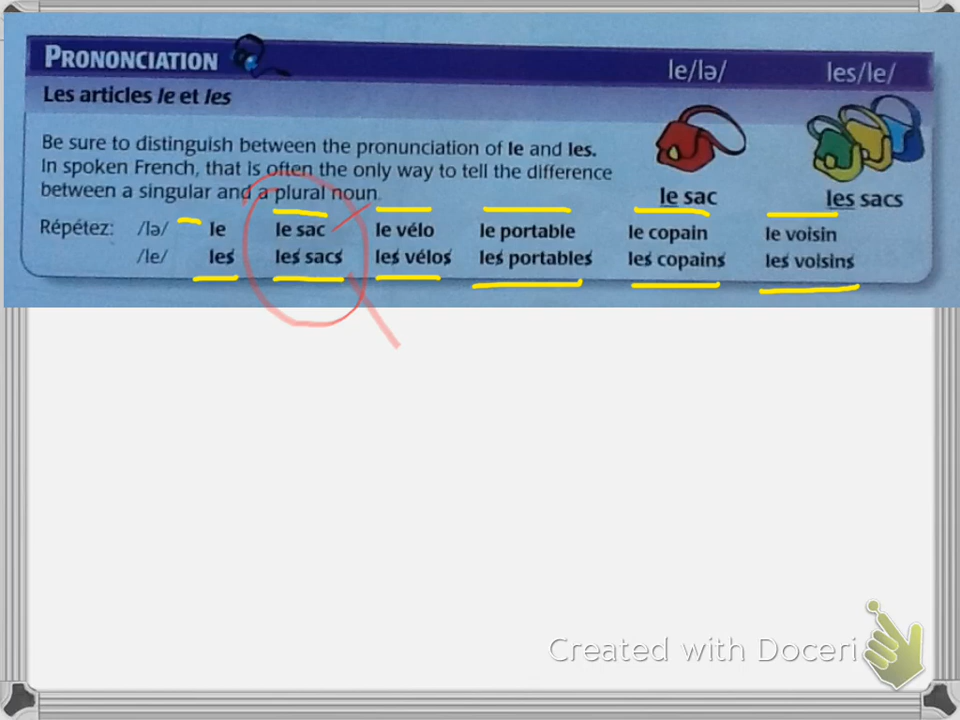 PRONONCIATION le/lə/ les/le/
Les articles le et les
Be sure to distinguish between the pronunciation of le and les.
In spoken French, that is often the only way to tell the difference
between a singular and a plural noun.
le sac les sacs
Répétez: /lə/ le le sac le vélo le portable le copain le voisin
/le/ les les sacs les vélos les portables les copains les voisins
Created with Doceri